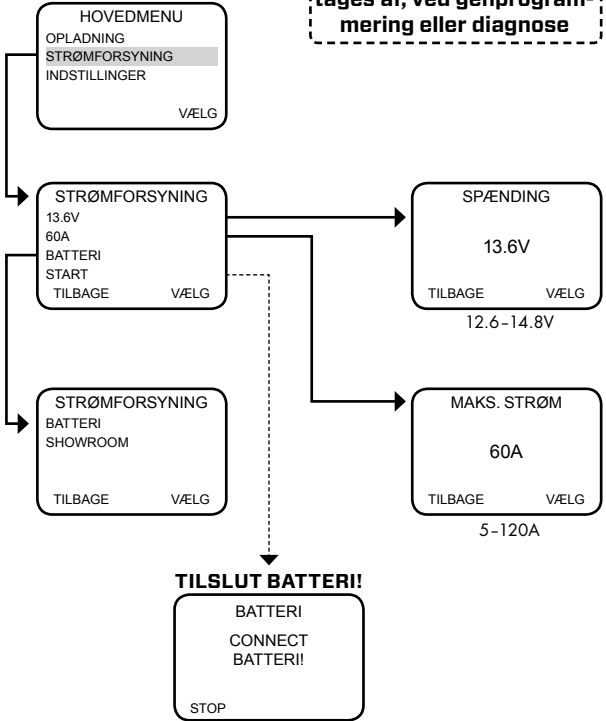 tages af, ved genprogram-
mering eller diagnose
HOVEDMENU
OPLADNING
STRØMFORSYNING
INDSTILLINGER
VÆLG
STRØMFORSYNING
13.6V
60A
BATTERI
START
TILBAGE VÆLG
SPÆNDING
13.6V
TILBAGE VÆLG
12.6–14.8V
STRØMFORSYNING
BATTERI
SHOWROOM
TILBAGE VÆLG
MAKS. STRØM
60A
TILBAGE VÆLG
5–120A
TILSLUT BATTERI!
BATTERI
CONNECT
BATTERI!
STOP